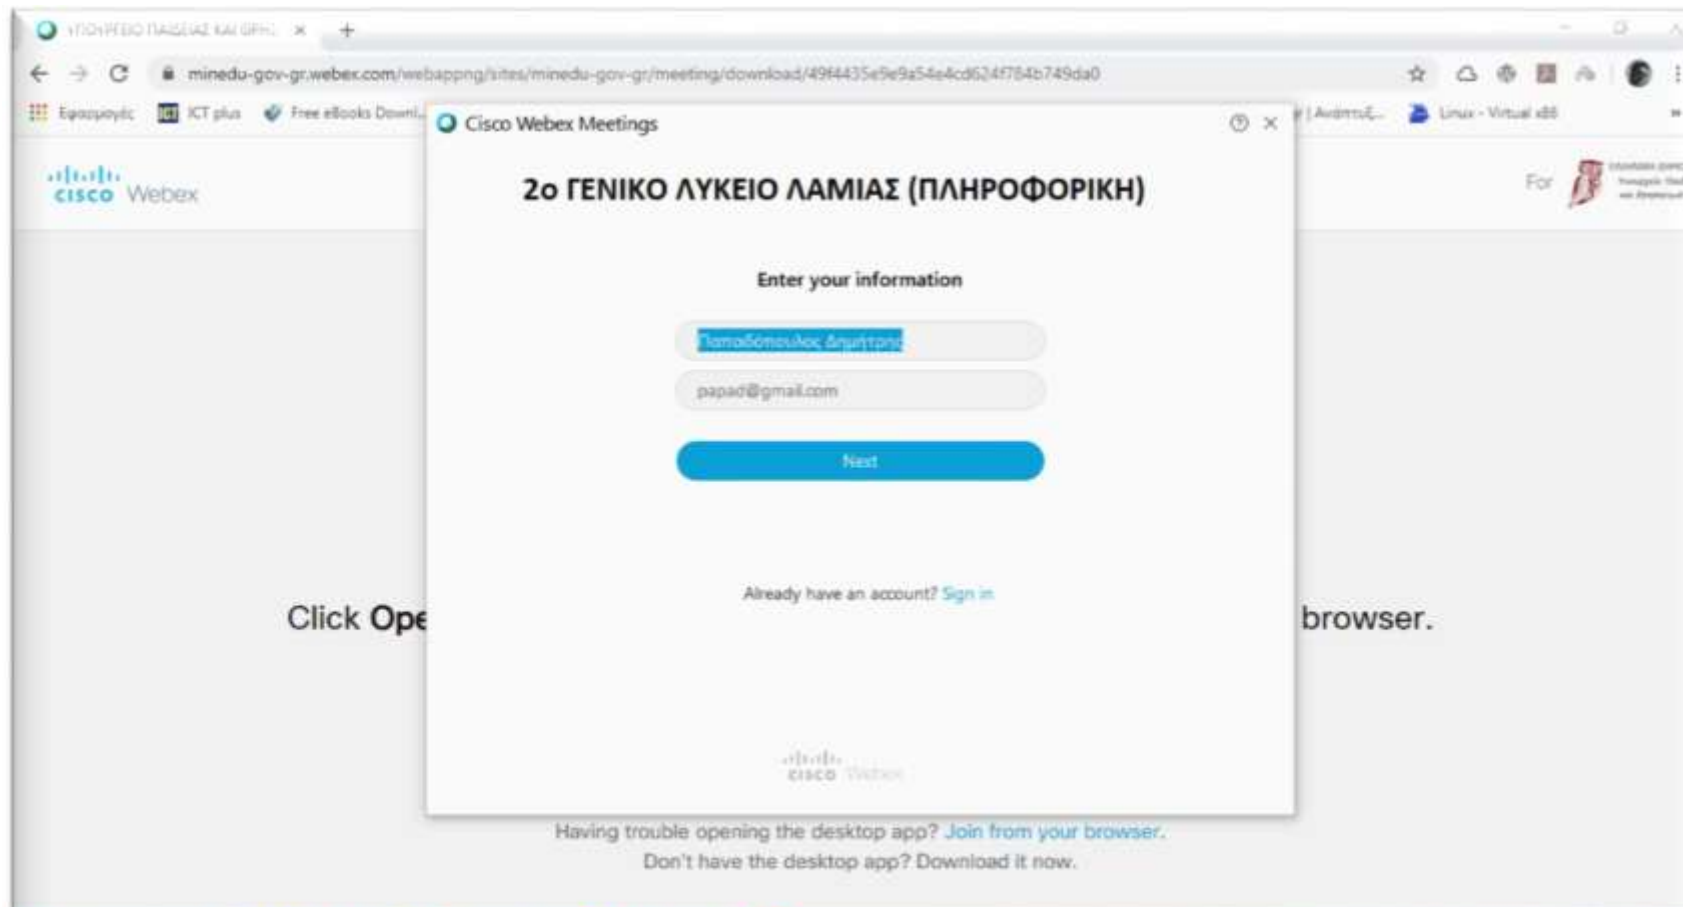 minedu-gov-gr.webex.com/webappng/sites/minedu-gov-gr/meeting/download/49f4435e9e9a54e4cd624f784b749da0
Εφαρμογές ICT plus Free eBooks Downl... | Ανάπτυξ... Linux - Virtual x86
Cisco Webex Meetings
cisco Webex
For
2ο ΓΕΝΙΚΟ ΛΥΚΕΙΟ ΛΑΜΙΑΣ (ΠΛΗΡΟΦΟΡΙΚΗ)
Enter your information
Παπαδόπουλος Δημήτρης
papad@gmail.com
Next
Already have an account? Sign in
Click Ope browser.
cisco Webex
Having trouble opening the desktop app? Join from your browser.
Don't have the desktop app? Download it now.